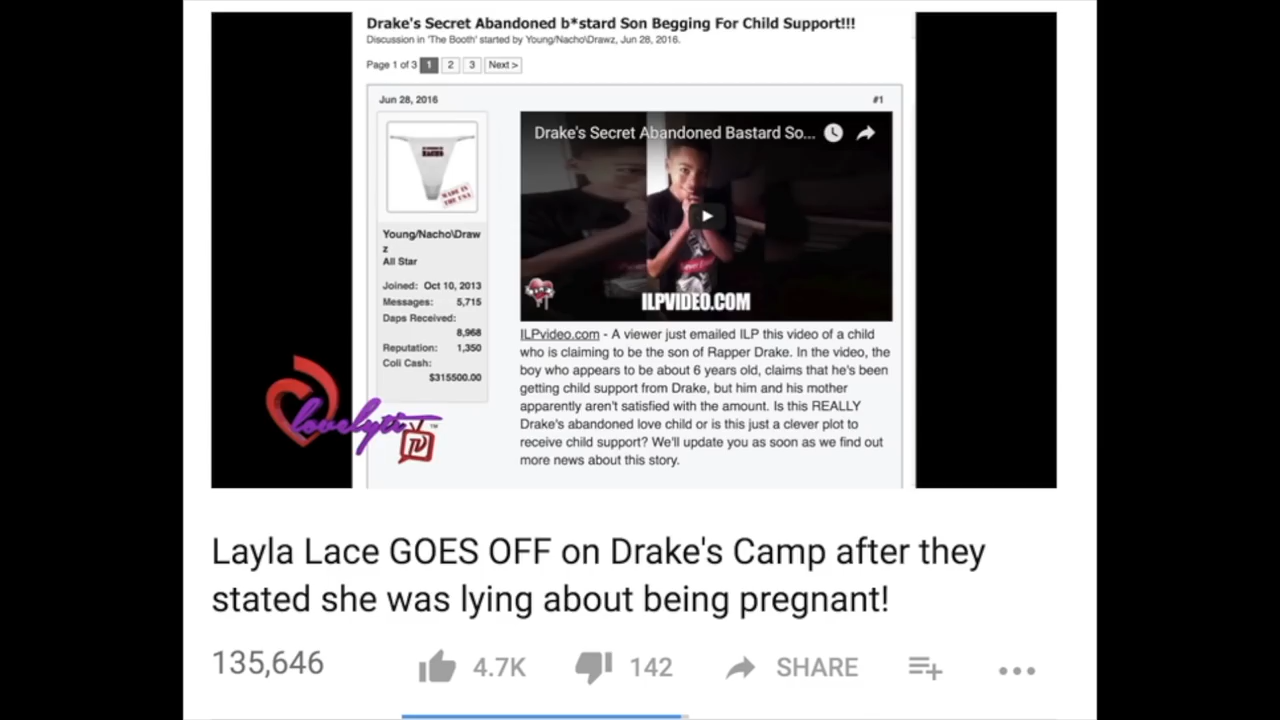 Drake's Secret Abandoned b*stard Son Begging For Child Support!!!
Discussion in 'The Booth' started by Young/Nacho\Drawz, Jun 28, 2016.
Page 1 of 3 1 2 3 Next >
Jun 28, 2016 #1
MADE IN
THE USA
Young/Nacho\Draw
z
All Star
Joined: Oct 10, 2013
Messages: 5,715
Daps Received:
8,968
Reputation: 1,350
Coli Cash:
$315500.00
Drake's Secret Abandoned Bastard So...
ILPVIDEO.COM
ILPvideo.com - A viewer just emailed ILP this video of a child
who is claiming to be the son of Rapper Drake. In the video, the
boy who appears to be about 6 years old, claims that he's been
getting child support from Drake, but him and his mother
apparently aren't satisfied with the amount. Is this REALLY
Drake's abandoned love child or is this just a clever plot to
receive child support? We'll update you as soon as we find out
more news about this story.
lovelyti
TV
™
Layla Lace GOES OFF on Drake's Camp after they
stated she was lying about being pregnant!
135,646 4.7K 142 SHARE